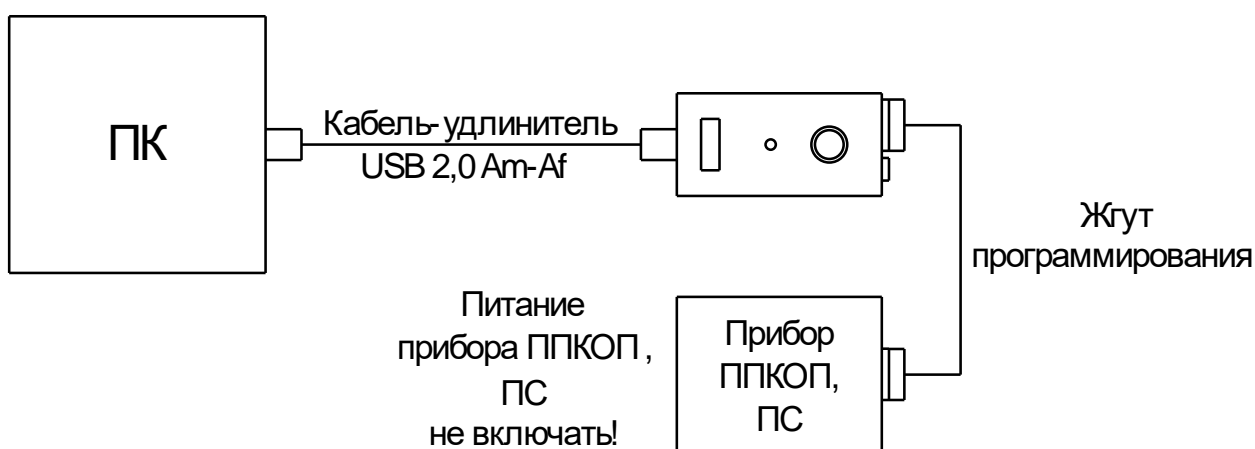 ПК
Кабель-удлинитель
USB 2,0 Am-Af
Жгут
программирования
Питание
прибора ППКОП ,
ПС
не включать!
Прибор
ППКОП,
ПС